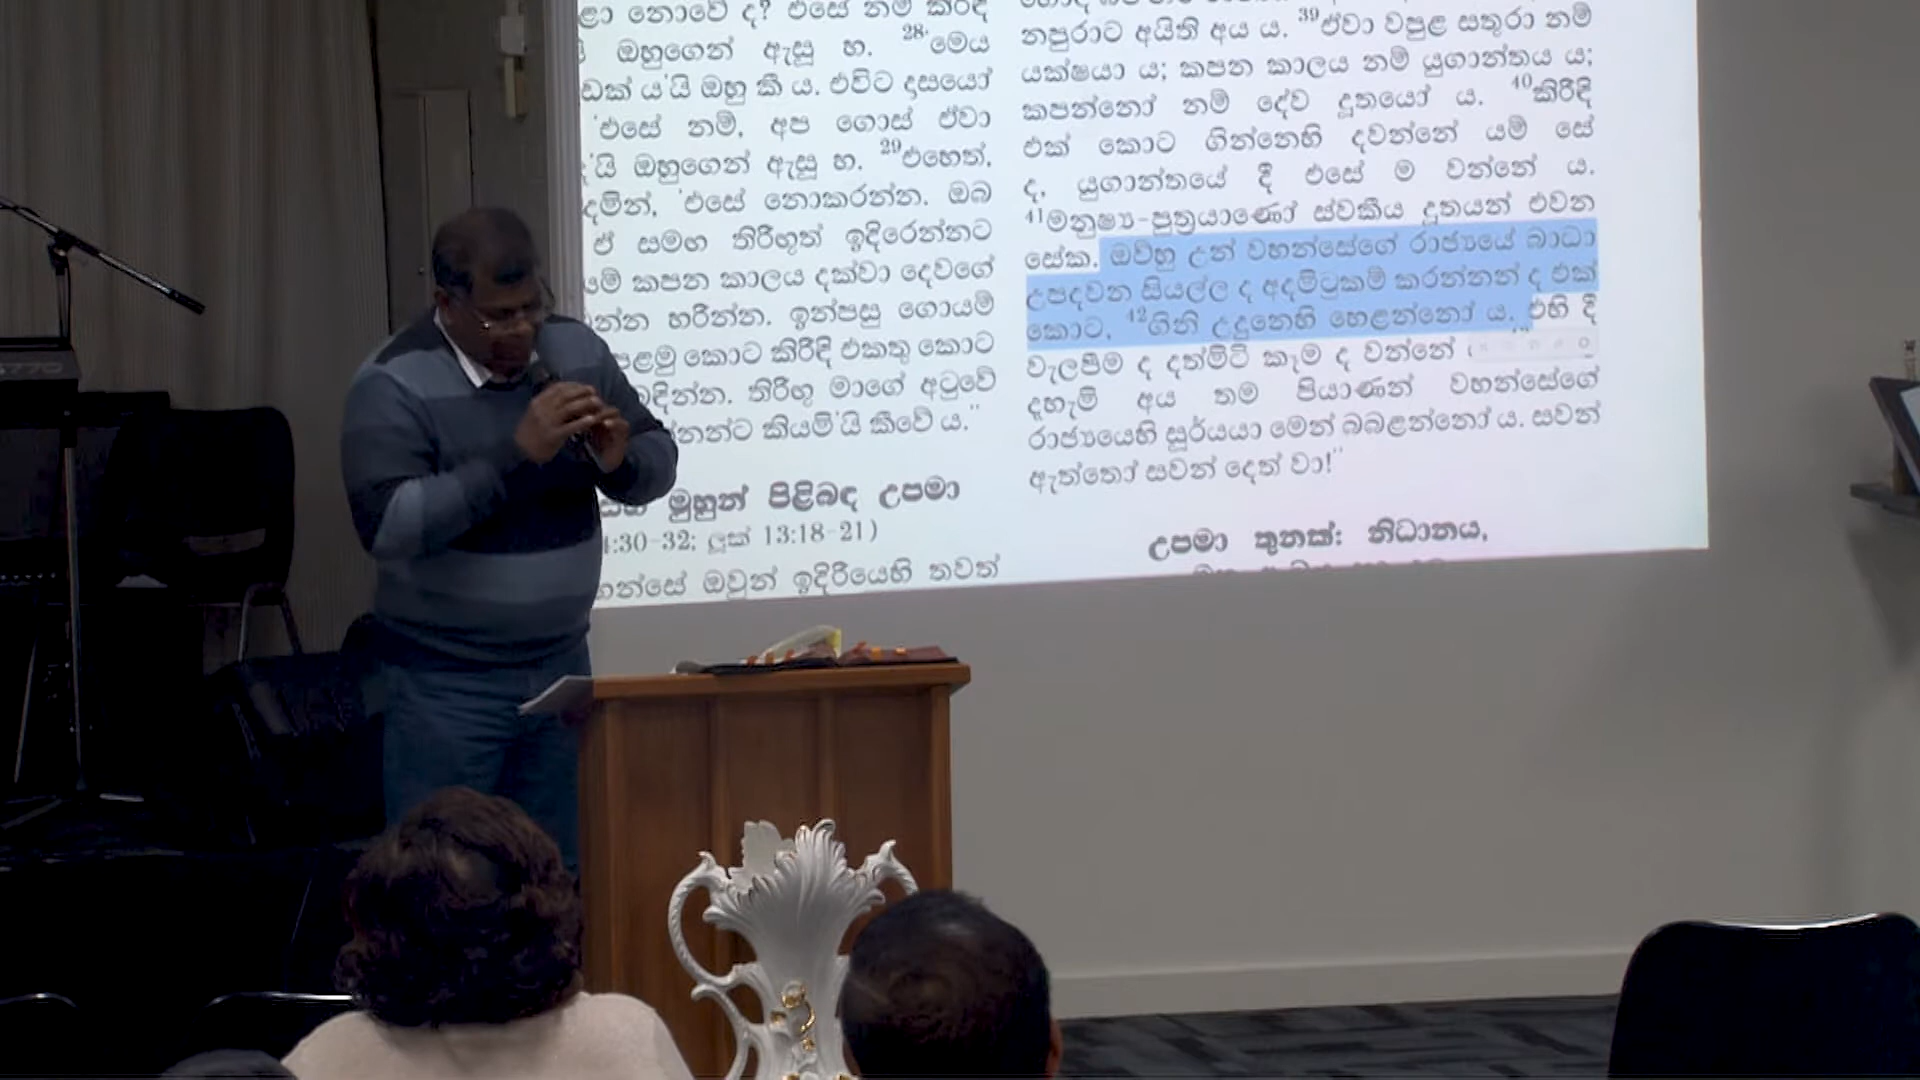 නොවේ ද? එසේ නම් කිරිඳි
ඔහුගෙන් ඇසූ හ. 28මෙය
ඩක් ය'යි ඔහු කී ය. එවිට දාසයෝ
'එසේ නම්, අප ගොස් ඒවා
'යි ඔහුගෙන් ඇසූ හ. 29එහෙත්,
දමින්, 'එසේ නොකරන්න. ඔබ
ඒ සමඟ තිරිඟුත් ඉදිරෙන්නට
යම් කපන කාලය දක්වා දෙවගේ
න්න හරින්න. ඉන්පසු ගොයම්
පළමු කොට කිරිඳි එකතු කොට
බඳින්න. තිරිඟු මාගේ අටුවේ
න්නන්ට කියමි'යි කීවේ ය."
මුහුන් පිළිබඳ උපමා
4:30-32; ලූක් 13:18-21)
ඔවුන් ඉදිරියෙහි තවත්
නපුරාට අයිති අය ය. 39ඒවා වපුළ සතුරා නම්
යක්ෂයා ය; කපන කාලය නම් යුගාන්තය ය;
කපන්නෝ නම් දේව දූතයෝ ය. 40කිරිඳි
එක් කොට ගින්නෙහි දවන්නේ යම් සේ
ද, යුගාන්තයේ දී එසේ ම වන්නේ ය.
41මනුෂ්‍ය-පුත්‍රයාණෝ ස්වකීය දූතයන් එවන
සේක. ඔව්හු උන් වහන්සේගේ රාජ්‍යයේ බාධා
උපදවන සියල්ල ද අදමිටුකම් කරන්නන් ද එක්
කොට, 42ගිනි උදුනෙහි හෙළන්නෝ ය. එහි දී
වැලපීම ද දත්මිටි කෑම ද වන්නේ
දැහැමි අය තම පියාණන් වහන්සේගේ
රාජ්‍යයෙහි සූර්යයා මෙන් බබළන්නෝ ය. සවන්
ඇත්තෝ සවන් දෙත් වා!"
උපමා තුනක්: නිධානය,